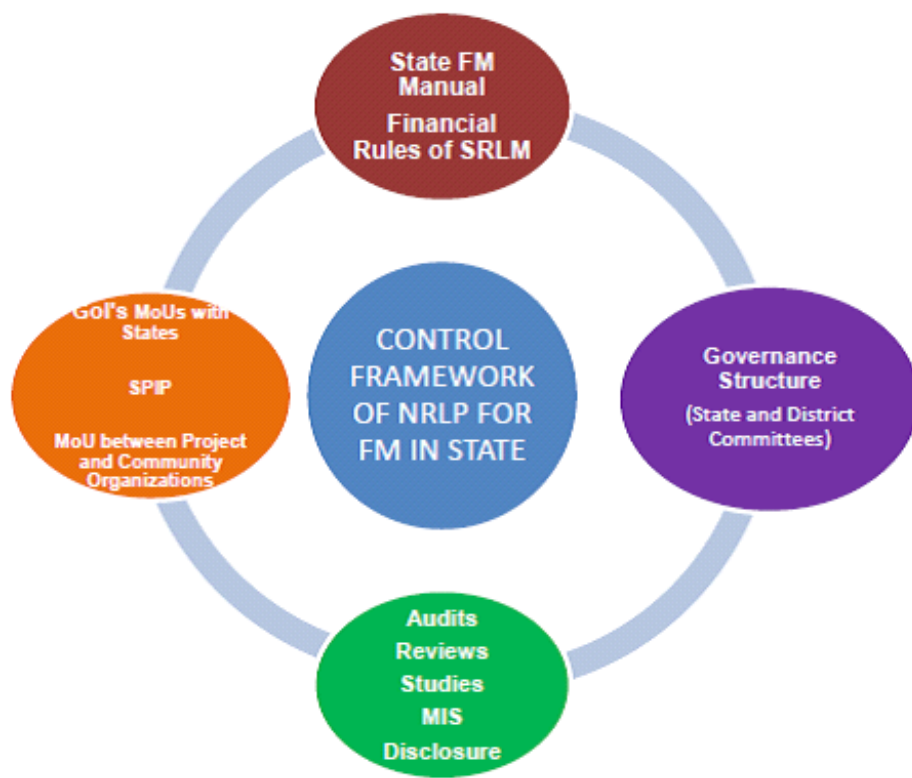 State FM
Manual
Financial
Rules of SRLM
GoI's MoUs with
States
SPIP
MoU between Project
and Community
Organizations
CONTROL
FRAMEWORK
OF NRLP FOR
FM IN STATE
Governance
Structure
(State and District
Committees)
Audits
Reviews
Studies
MIS
Disclosure